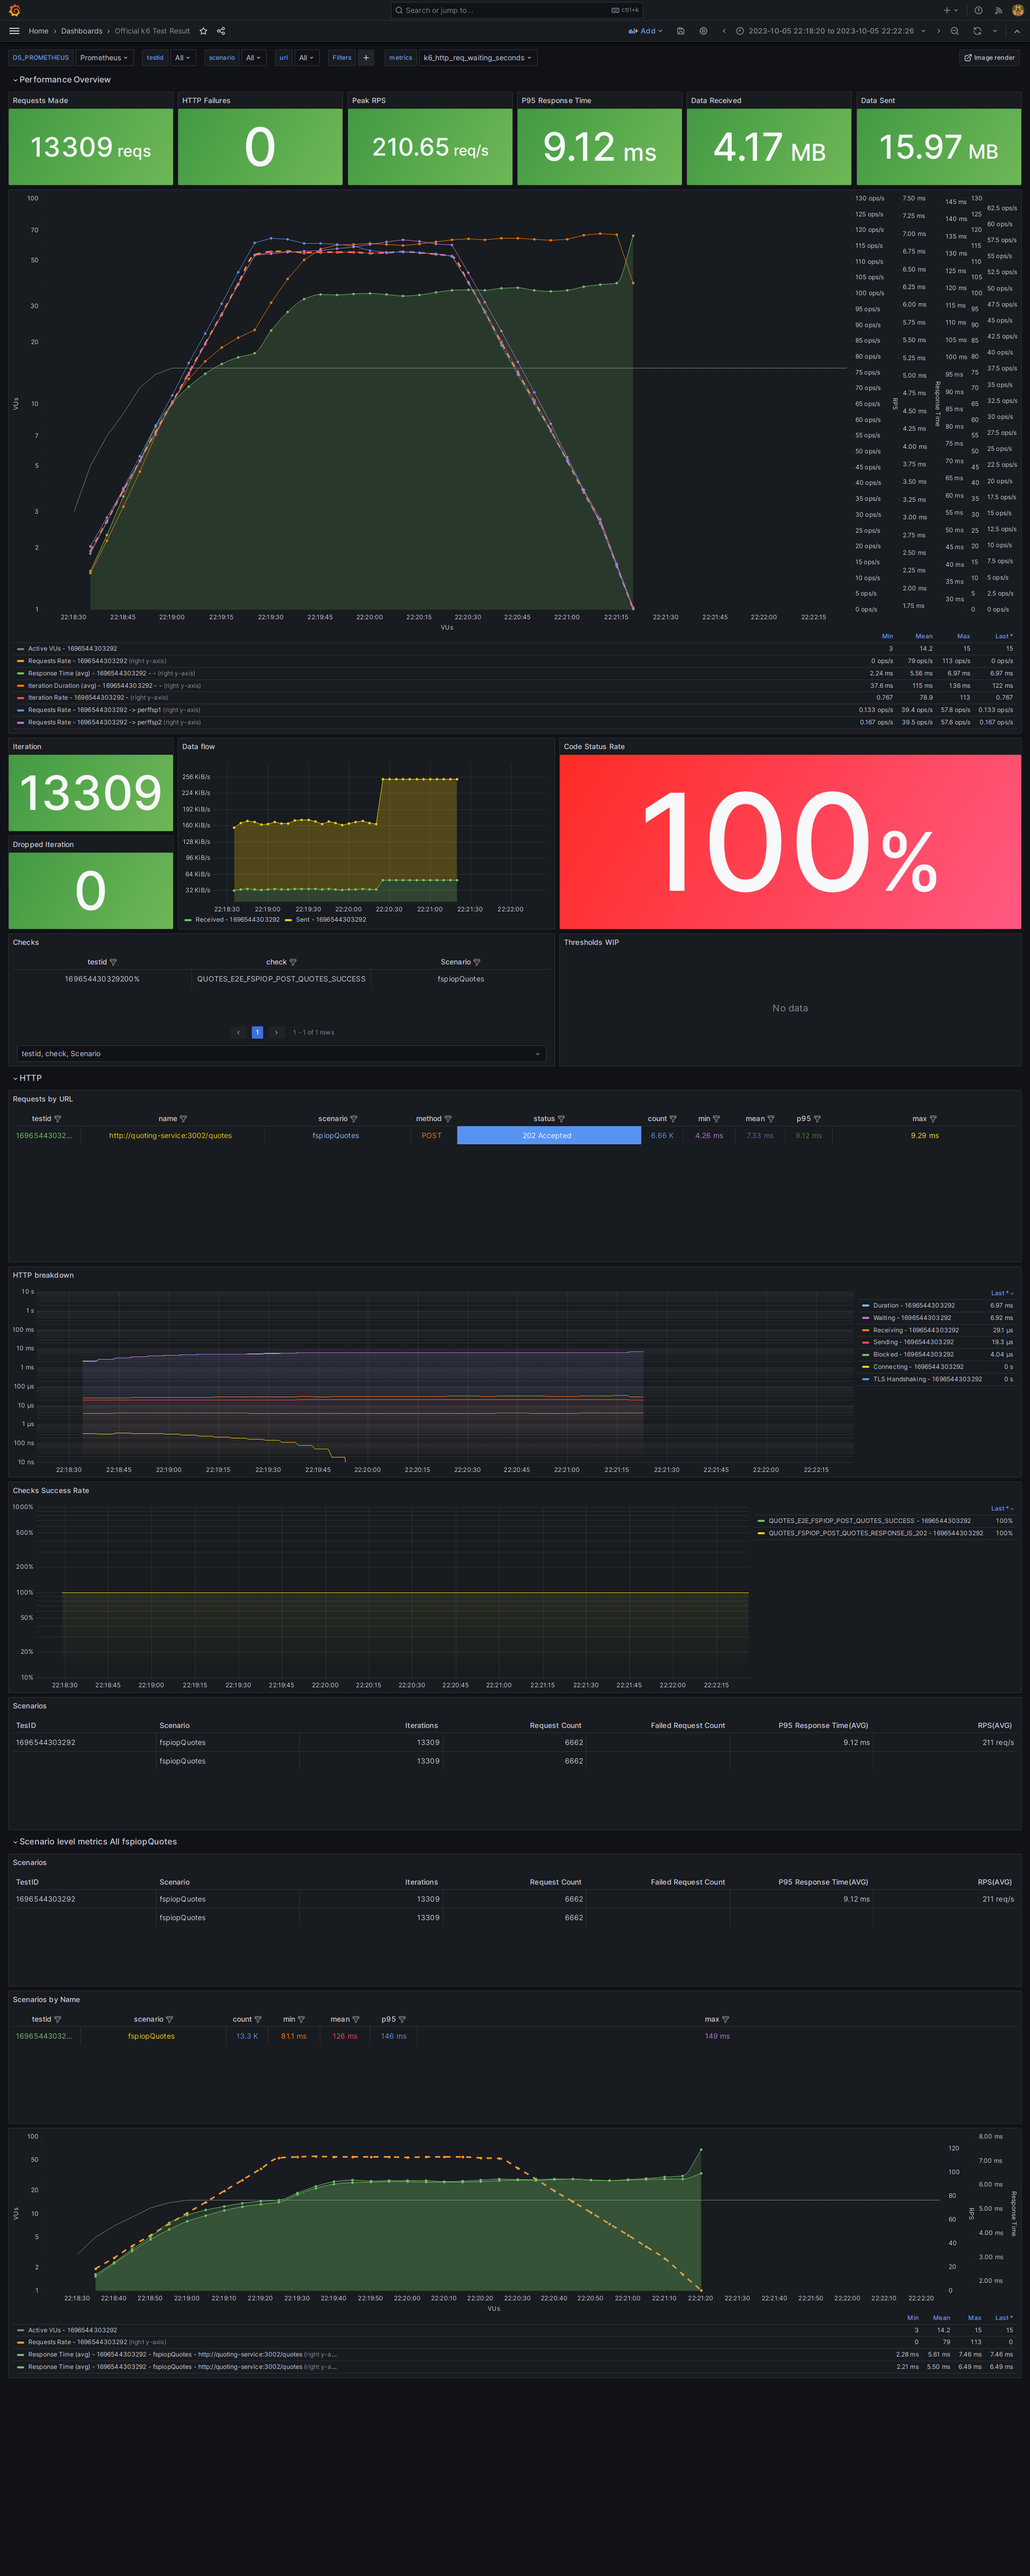 Search or jump to... ctrl+k
Home › Dashboards › Official k6 Test Result Add 2023-10-05 22:18:20 to 2023-10-05 22:22:26
DS_PROMETHEUS Prometheus testid All scenario All url All Filters + metrics k6_http_req_waiting_seconds Image render
Performance Overview
Requests Made HTTP Failures Peak RPS P95 Response Time Data Received Data Sent
13309 reqs 0 210.65 req/s 9.12 ms 4.17 MB 15.97 MB
100 70 50 30 20 10 7 5 3 2 1
VUs
130 ops/s 125 ops/s 120 ops/s 115 ops/s 110 ops/s 105 ops/s 100 ops/s 95 ops/s 90 ops/s 85 ops/s 80 ops/s 75 ops/s 70 ops/s 65 ops/s 60 ops/s 55 ops/s 50 ops/s 45 ops/s 40 ops/s 35 ops/s 30 ops/s 25 ops/s 20 ops/s 15 ops/s 10 ops/s 5 ops/s 0 ops/s
RPS
7.50 ms 7.25 ms 7.00 ms 6.75 ms 6.50 ms 6.25 ms 6.00 ms 5.75 ms 5.50 ms 5.25 ms 5.00 ms 4.75 ms 4.50 ms 4.25 ms 4.00 ms 3.75 ms 3.50 ms 3.25 ms 3.00 ms 2.75 ms 2.50 ms 2.25 ms 2.00 ms 1.75 ms
Response Time
145 ms 140 ms 135 ms 130 ms 125 ms 120 ms 115 ms 110 ms 105 ms 100 ms 95 ms 90 ms 85 ms 80 ms 75 ms 70 ms 65 ms 60 ms 55 ms 50 ms 45 ms 40 ms 35 ms 30 ms
130 125 120 115 110 105 100 95 90 85 80 75 70 65 60 55 50 45 40 35 30 25 20 15 10 5 0
62.5 ops/s 60 ops/s 57.5 ops/s 55 ops/s 52.5 ops/s 50 ops/s 47.5 ops/s 45 ops/s 42.5 ops/s 40 ops/s 37.5 ops/s 35 ops/s 32.5 ops/s 30 ops/s 27.5 ops/s 25 ops/s 22.5 ops/s 20 ops/s 17.5 ops/s 15 ops/s 12.5 ops/s 10 ops/s 7.5 ops/s 5 ops/s 2.5 ops/s 0 ops/s
22:18:30 22:18:45 22:19:00 22:19:15 22:19:30 22:19:45 22:20:00 22:20:15 22:20:30 22:20:45 22:21:00 22:21:15 22:21:30 22:21:45 22:22:00 22:22:15
VUs
Min Mean Max Last *
Active VUs - 1696544303292 3 14.2 15 15
Requests Rate - 1696544303292 (right y-axis) 0 ops/s 79 ops/s 113 ops/s 0 ops/s
Response Time (avg) - 1696544303292 - - (right y-axis) 2.24 ms 5.56 ms 6.97 ms 6.97 ms
Iteration Duration (avg) - 1696544303292 - - (right y-axis) 37.6 ms 115 ms 136 ms 122 ms
Iteration Rate - 1696544303292 - (right y-axis) 0.767 78.9 113 0.767
Requests Rate - 1696544303292 -> perffsp1 (right y-axis) 0.133 ops/s 39.4 ops/s 57.8 ops/s 0.133 ops/s
Requests Rate - 1696544303292 -> perffsp2 (right y-axis) 0.167 ops/s 39.5 ops/s 57.6 ops/s 0.167 ops/s
Iteration Data flow Code Status Rate
13309
Dropped Iteration
0
256 KiB/s
224 KiB/s
192 KiB/s
160 KiB/s
128 KiB/s
96 KiB/s
64 KiB/s
32 KiB/s
22:18:30 22:19:00 22:19:30 22:20:00 22:20:30 22:21:00 22:21:30 22:22:00
Received - 1696544303292 Sent - 1696544303292
100%
Checks Thresholds WIP
testid check Scenario
1696544303292​00% QUOTES_E2E_FSPIOP_POST_QUOTES_SUCCESS fspiopQuotes
No data
‹ 1 › 1 - 1 of 1 rows
testid, check, Scenario
HTTP
Requests by URL
testid name scenario method status count min mean p95 max
16965443032... http://quoting-service:3002/quotes fspiopQuotes POST 202 Accepted 6.66 K 4.26 ms 7.33 ms 9.12 ms 9.29 ms
HTTP breakdown
10 s
1 s
100 ms
10 ms
1 ms
100 µs
10 µs
1 µs
100 ns
10 ns
22:18:30 22:18:45 22:19:00 22:19:15 22:19:30 22:19:45 22:20:00 22:20:15 22:20:30 22:20:45 22:21:00 22:21:15 22:21:30 22:21:45 22:22:00 22:22:15
Last *
Duration - 1696544303292 6.97 ms
Waiting - 1696544303292 6.92 ms
Receiving - 1696544303292 29.1 µs
Sending - 1696544303292 19.3 µs
Blocked - 1696544303292 4.04 µs
Connecting - 1696544303292 0 s
TLS Handshaking - 1696544303292 0 s
Checks Success Rate
1000%
500%
200%
100%
50%
20%
10%
22:18:30 22:18:45 22:19:00 22:19:15 22:19:30 22:19:45 22:20:00 22:20:15 22:20:30 22:20:45 22:21:00 22:21:15 22:21:30 22:21:45 22:22:00 22:22:15
Last *
QUOTES_E2E_FSPIOP_POST_QUOTES_SUCCESS - 1696544303292 100%
QUOTES_FSPIOP_POST_QUOTES_RESPONSE_IS_202 - 1696544303292 100%
Scenarios
TesID Scenario Iterations Request Count Failed Request Count P95 Response Time(AVG) RPS(AVG)
1696544303292 fspiopQuotes 13309 6662 9.12 ms 211 req/s
fspiopQuotes 13309 6662
Scenario level metrics All fspiopQuotes
Scenarios
TestID Scenario Iterations Request Count Failed Request Count P95 Response Time(AVG) RPS(AVG)
1696544303292 fspiopQuotes 13309 6662 9.12 ms 211 req/s
fspiopQuotes 13309 6662
Scenarios by Name
testid scenario count min mean p95 max
16965443032... fspiopQuotes 13.3 K 81.1 ms 126 ms 146 ms 149 ms
100 50 20 10 5 2 1
VUs
120 100 80 60 40 20 0
RPS
8.00 ms 7.00 ms 6.00 ms 5.00 ms 4.00 ms 3.00 ms 2.00 ms
Response Time
22:18:30 22:18:40 22:18:50 22:19:00 22:19:10 22:19:20 22:19:30 22:19:40 22:19:50 22:20:00 22:20:10 22:20:20 22:20:30 22:20:40 22:20:50 22:21:00 22:21:10 22:21:20 22:21:30 22:21:40 22:21:50 22:22:00 22:22:10 22:22:20
VUs
Min Mean Max Last *
Active VUs - 1696544303292 3 14.2 15 15
Requests Rate - 1696544303292 (right y-axis) 0 79 113 0
Response Time (avg) - 1696544303292 - fspiopQuotes - http://quoting-service:3002/quotes (right y-a... 2.28 ms 5.61 ms 7.46 ms 7.46 ms
Response Time (avg) - 1696544303292 - fspiopQuotes - http://quoting-service:3002/quotes (right y-a... 2.21 ms 5.50 ms 6.49 ms 6.49 ms